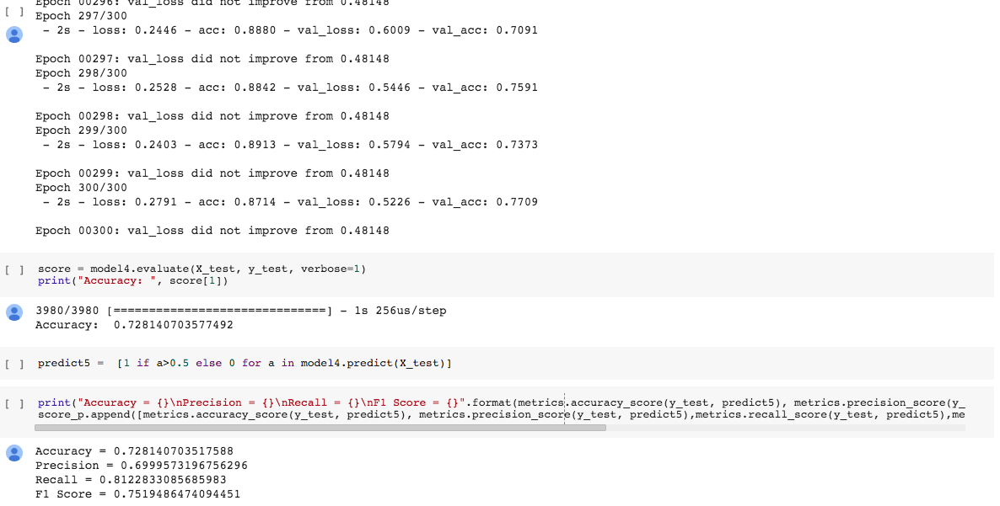 Epoch 00296: val_loss did not improve from 0.48148
[ ] Epoch 297/300
- 2s - loss: 0.2446 - acc: 0.8880 - val_loss: 0.6009 - val_acc: 0.7091
Epoch 00297: val_loss did not improve from 0.48148
Epoch 298/300
- 2s - loss: 0.2528 - acc: 0.8842 - val_loss: 0.5446 - val_acc: 0.7591
Epoch 00298: val_loss did not improve from 0.48148
Epoch 299/300
- 2s - loss: 0.2403 - acc: 0.8913 - val_loss: 0.5794 - val_acc: 0.7373
Epoch 00299: val_loss did not improve from 0.48148
Epoch 300/300
- 2s - loss: 0.2791 - acc: 0.8714 - val_loss: 0.5226 - val_acc: 0.7709
Epoch 00300: val_loss did not improve from 0.48148
[ ] score = model4.evaluate(X_test, y_test, verbose=1)
print("Accuracy: ", score[1])
3980/3980 [==============================] - 1s 256us/step
Accuracy:  0.728140703577492
[ ] predict5 =  [1 if a>0.5 else 0 for a in model4.predict(X_test)]
[ ] print("Accuracy = {}\nPrecision = {}\nRecall = {}\nF1 Score = {}".format(metrics.accuracy_score(y_test, predict5), metrics.precision_score(y_
score_p.append([metrics.accuracy_score(y_test, predict5), metrics.precision_score(y_test, predict5),metrics.recall_score(y_test, predict5),me
Accuracy = 0.728140703517588
Precision = 0.6999573196756296
Recall = 0.8122833085685983
F1 Score = 0.7519486474094451